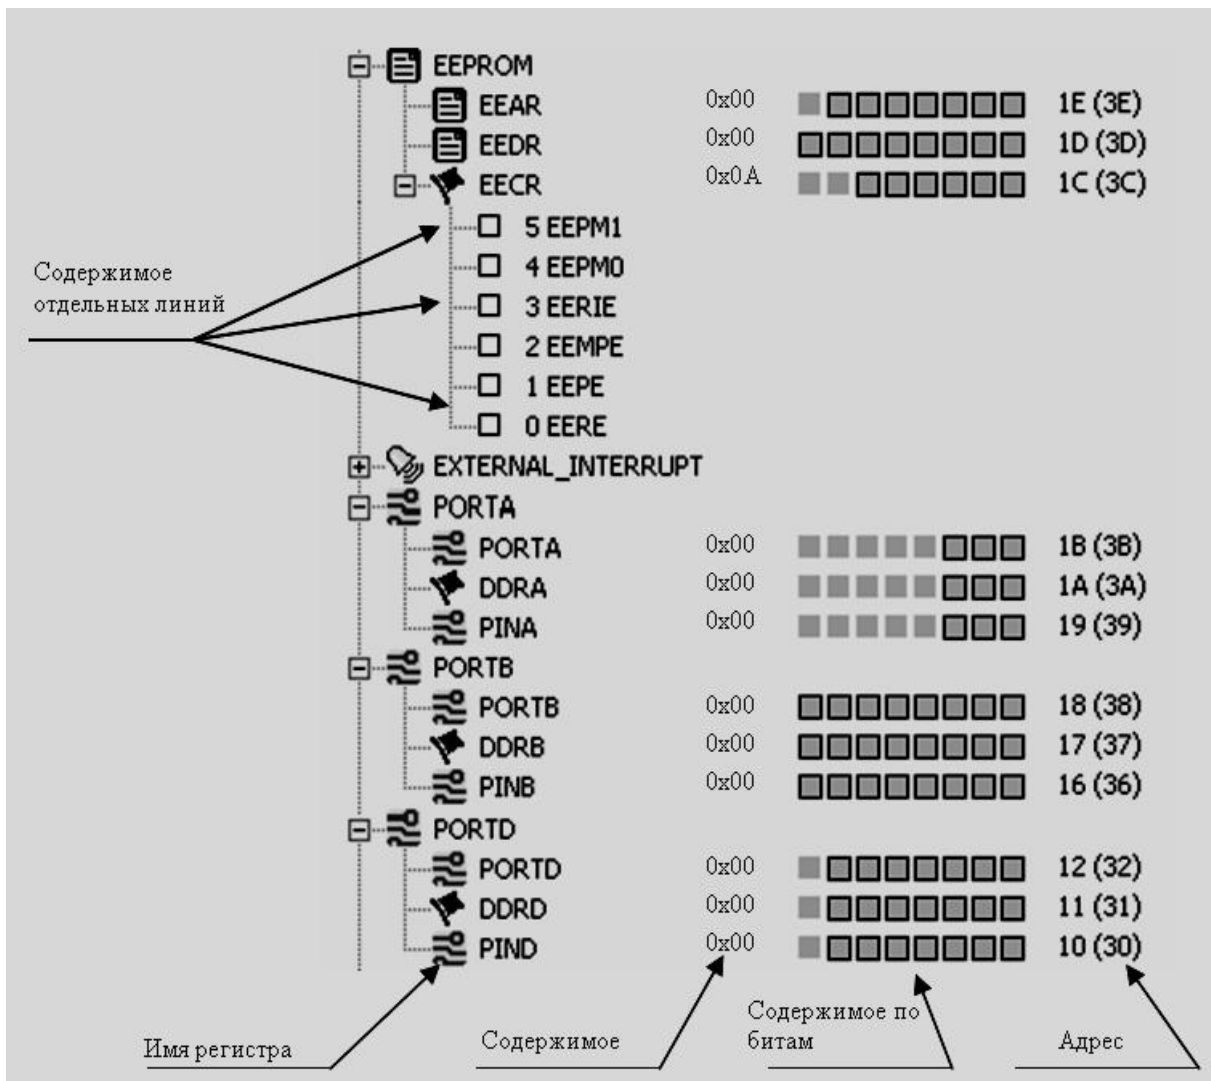 EEPROM
EEAR 0x00 1E (3E)
EEDR 0x00 1D (3D)
EECR 0x0A 1C (3C)
5 EEPM1
4 EEPM0
Содержимое
отдельных линий
3 EERIE
2 EEMPE
1 EEPE
0 EERE
EXTERNAL_INTERRUPT
PORTA
PORTA 0x00 1B (3B)
DDRA 0x00 1A (3A)
PINA 0x00 19 (39)
PORTB
PORTB 0x00 18 (38)
DDRB 0x00 17 (37)
PINB 0x00 16 (36)
PORTD
PORTD 0x00 12 (32)
DDRD 0x00 11 (31)
PIND 0x00 10 (30)
Имя регистра
Содержимое
Содержимое по
битам
Адрес